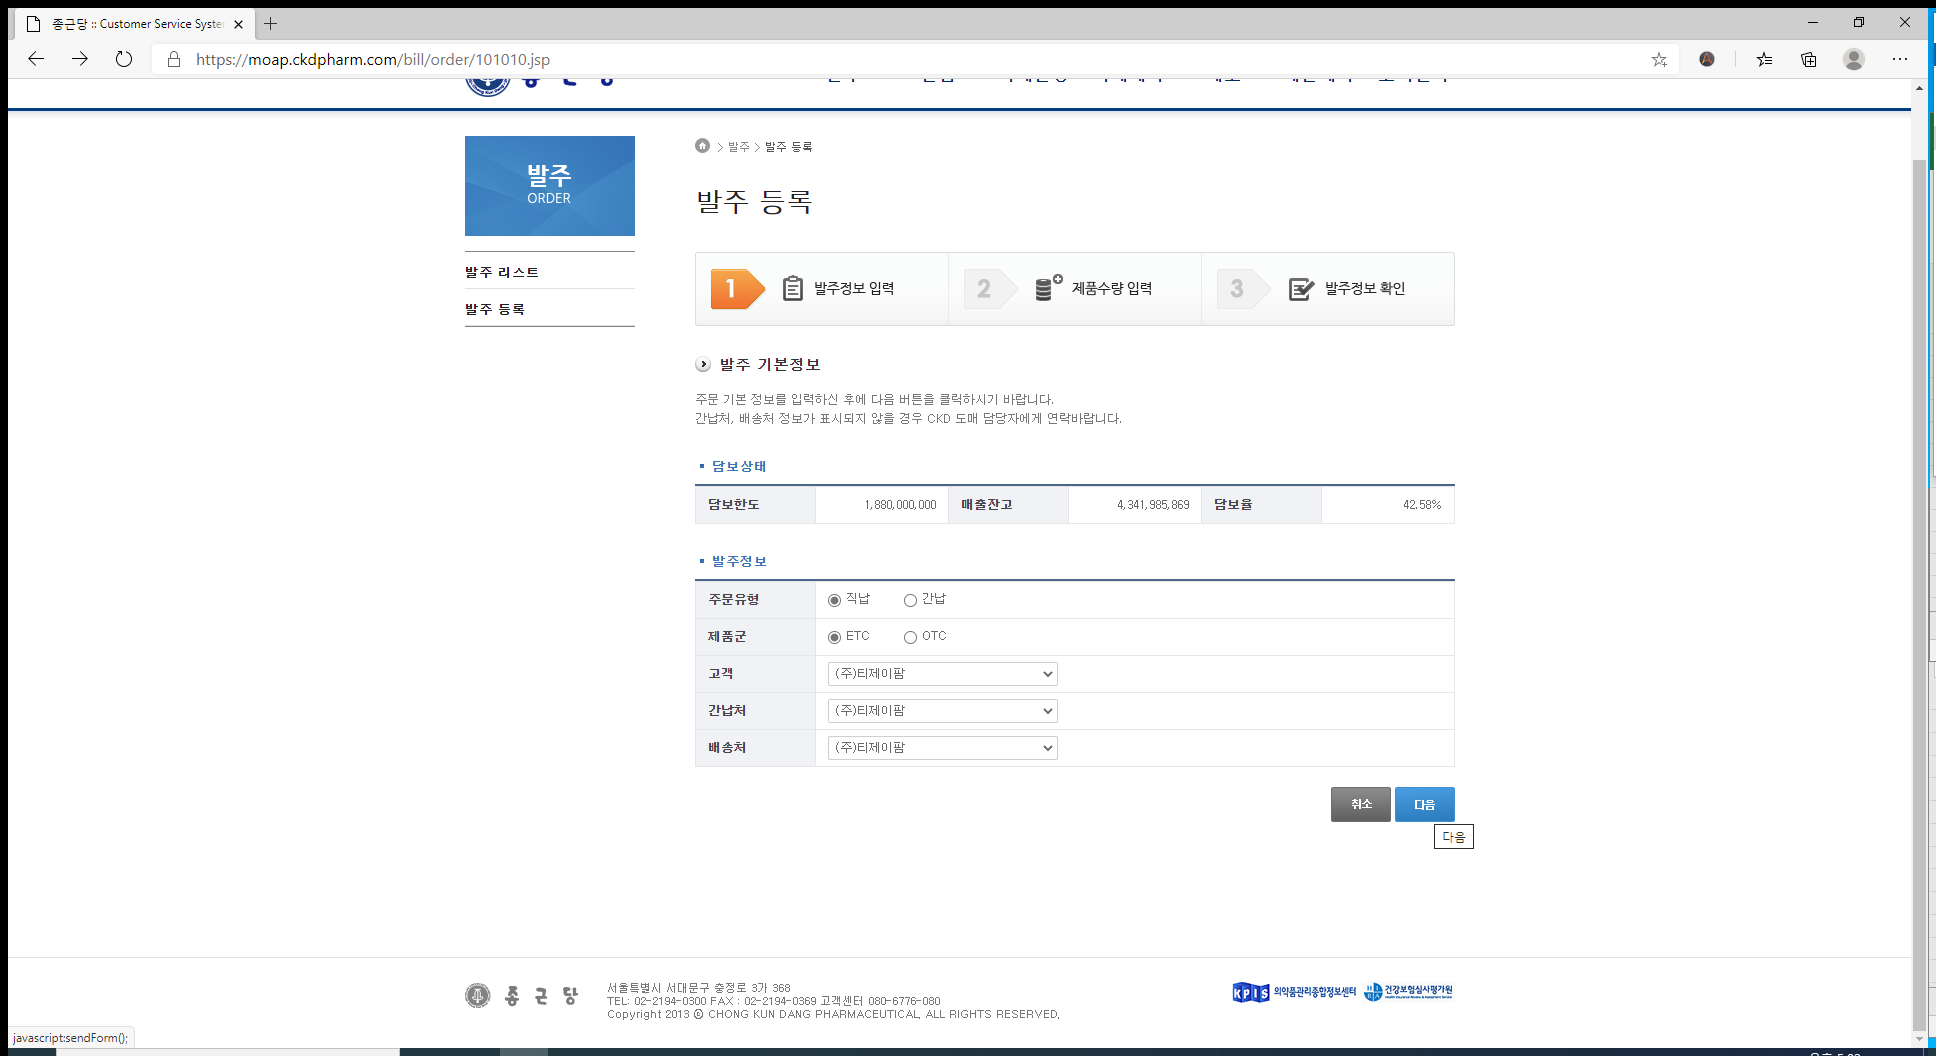 종근당 :: Customer Service Syste
https://moap.ckdpharm.com/bill/order/101010.jsp
발주
ORDER
발주 리스트
발주 등록
> 발주 > 발주 등록
발주 등록
1 발주정보 입력
2 제품수량 입력
3 발주정보 확인
발주 기본정보
주문 기본 정보를 입력하신 후에 다음 버튼을 클릭하시기 바랍니다.
간납처, 배송처 정보가 표시되지 않을 경우 CKD 도매 담당자에게 연락바랍니다.
담보상태
담보한도 1,880,000,000 매출잔고 4,341,985,869 담보율 42.58%
발주정보
주문유형 직납 간납
제품군 ETC OTC
고객 (주)티제이팜
간납처 (주)티제이팜
배송처 (주)티제이팜
취소 다음
다음
종근당
서울특별시 서대문구 충정로 3가 368
TEL: 02-2194-0300 FAX : 02-2194-0369 고객센터 080-6776-080
Copyright 2013 ⓒ CHONG KUN DANG PHARMACEUTICAL. ALL RIGHTS RESERVED.
KPIS 의약품관리종합정보센터
HIRA 건강보험심사평가원
Health Insurance Review & Assessment Service
javascript:sendForm();